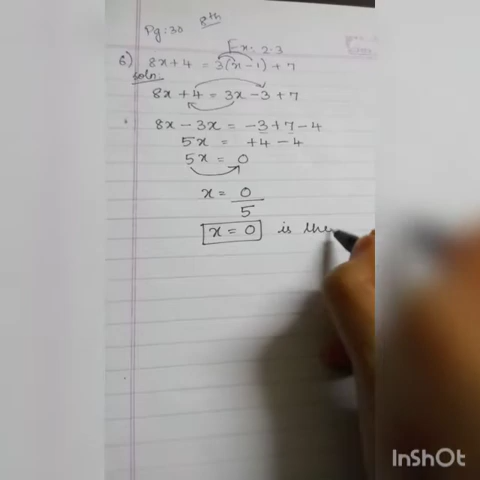 Pg:30 8th
Ex: 2.3
6) 8x + 4 = 3(x - 1) + 7
Soln:
8x + 4 = 3x - 3 + 7
8x - 3x = -3 + 7 - 4
5x = +4 - 4
5x = 0
x = 0/5
x = 0 is the
InShOt